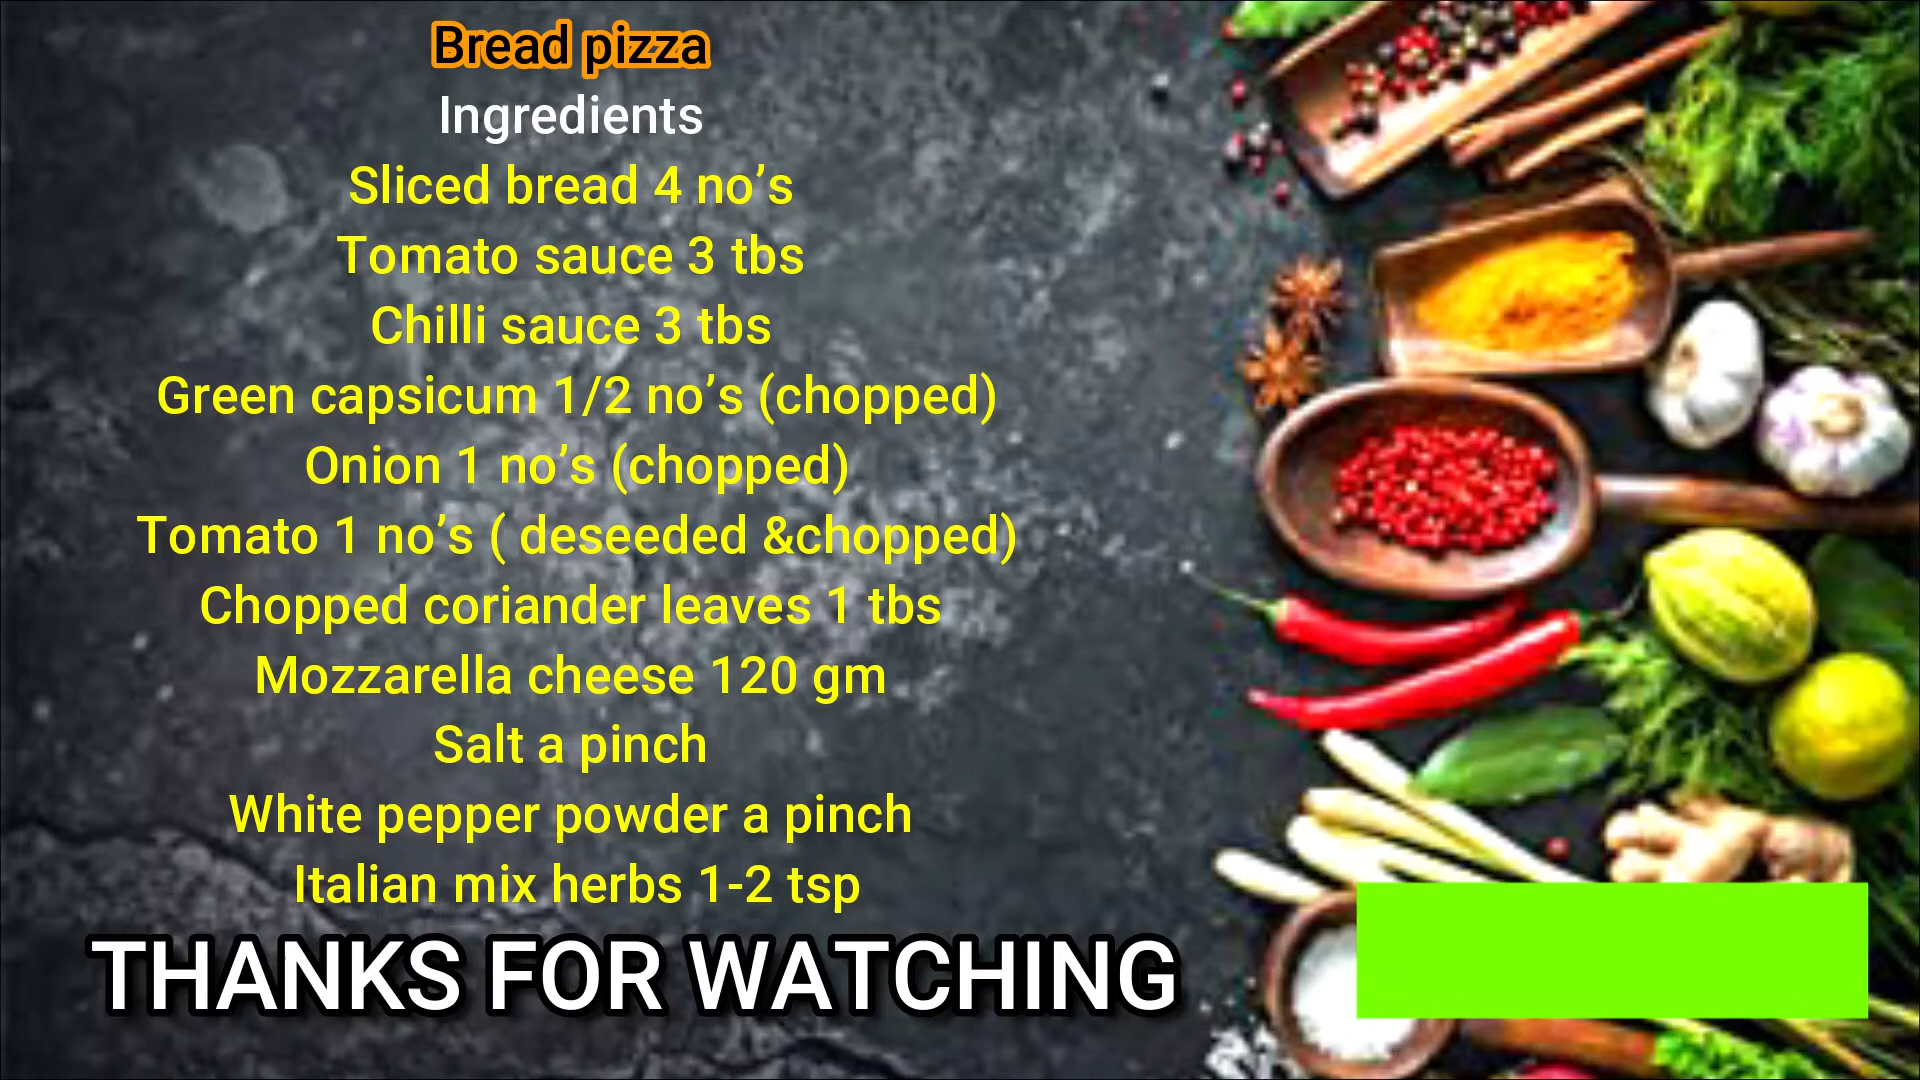 Bread pizza
Ingredients
Sliced bread 4 no’s
Tomato sauce 3 tbs
Chilli sauce 3 tbs
Green capsicum 1/2 no’s (chopped)
Onion 1 no’s (chopped)
Tomato 1 no’s ( deseeded &chopped)
Chopped coriander leaves 1 tbs
Mozzarella cheese 120 gm
Salt a pinch
White pepper powder a pinch
Italian mix herbs 1-2 tsp
THANKS FOR WATCHING